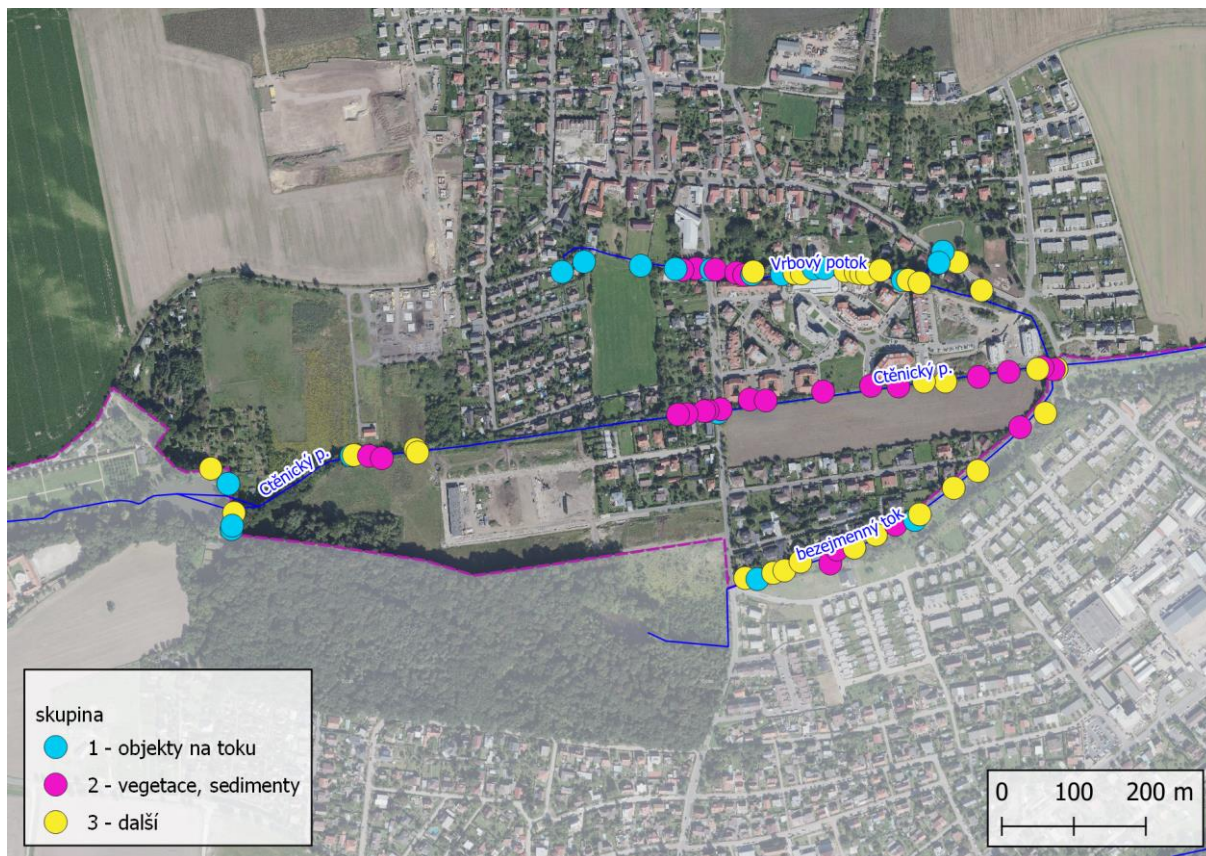 Vrbový potok
Ctěnický p.
Ctěnický p.
bezejmenný tok
skupina
1 - objekty na toku
2 - vegetace, sedimenty
3 - další
0 100 200 m